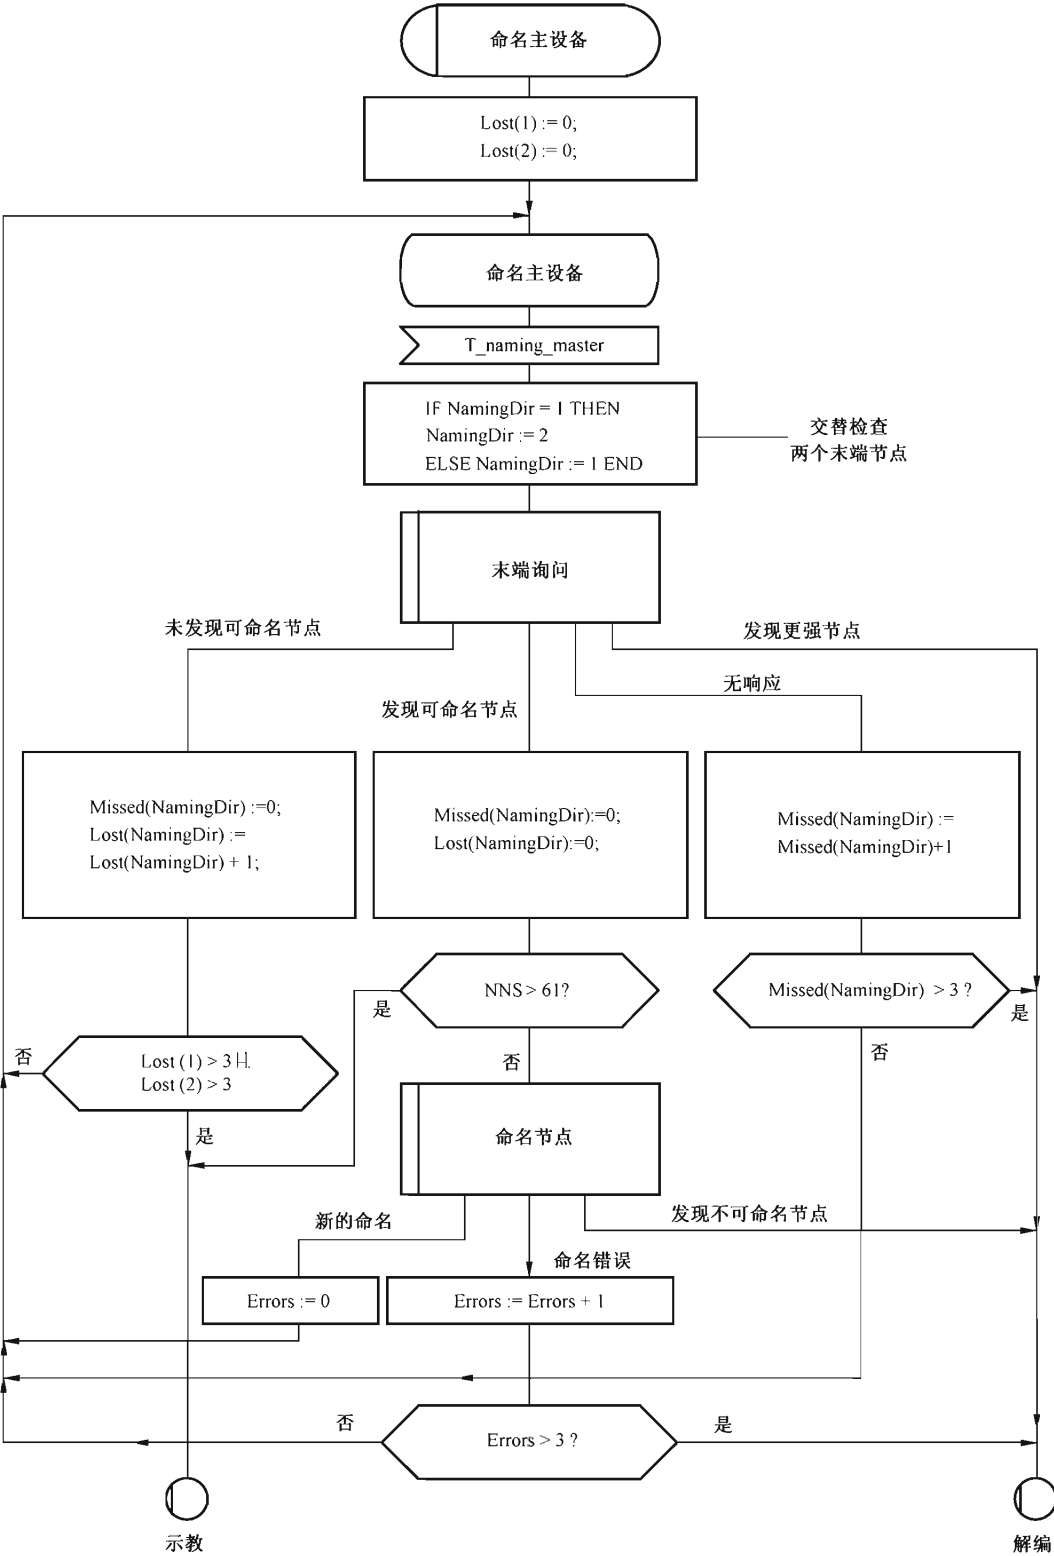 命名主设备
Lost(1) := 0;
Lost(2) := 0;
命名主设备
T_naming_master
IF NamingDir = 1 THEN
NamingDir := 2
ELSE NamingDir := 1 END
交替检查
两个末端节点
末端询问
未发现可命名节点
发现更强节点
无响应
发现可命名节点
Missed(NamingDir) :=0;
Lost(NamingDir) :=
Lost(NamingDir) + 1;
Missed(NamingDir):=0;
Lost(NamingDir):=0;
Missed(NamingDir) :=
Missed(NamingDir)+1
NNS > 61?
Missed(NamingDir) > 3 ?
是
是
否
Lost (1) > 3
Lost (2) > 3
否
否
是
命名节点
新的命名
发现不可命名节点
命名错误
Errors := 0
Errors := Errors + 1
否
是
Errors > 3 ?
示教
解编